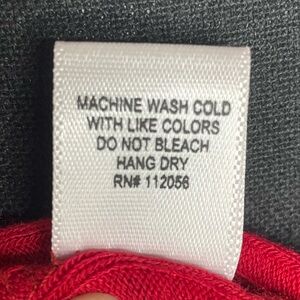 MACHINE WASH COLD
WITH LIKE COLORS
DO NOT BLEACH
HANG DRY
RN# 112056